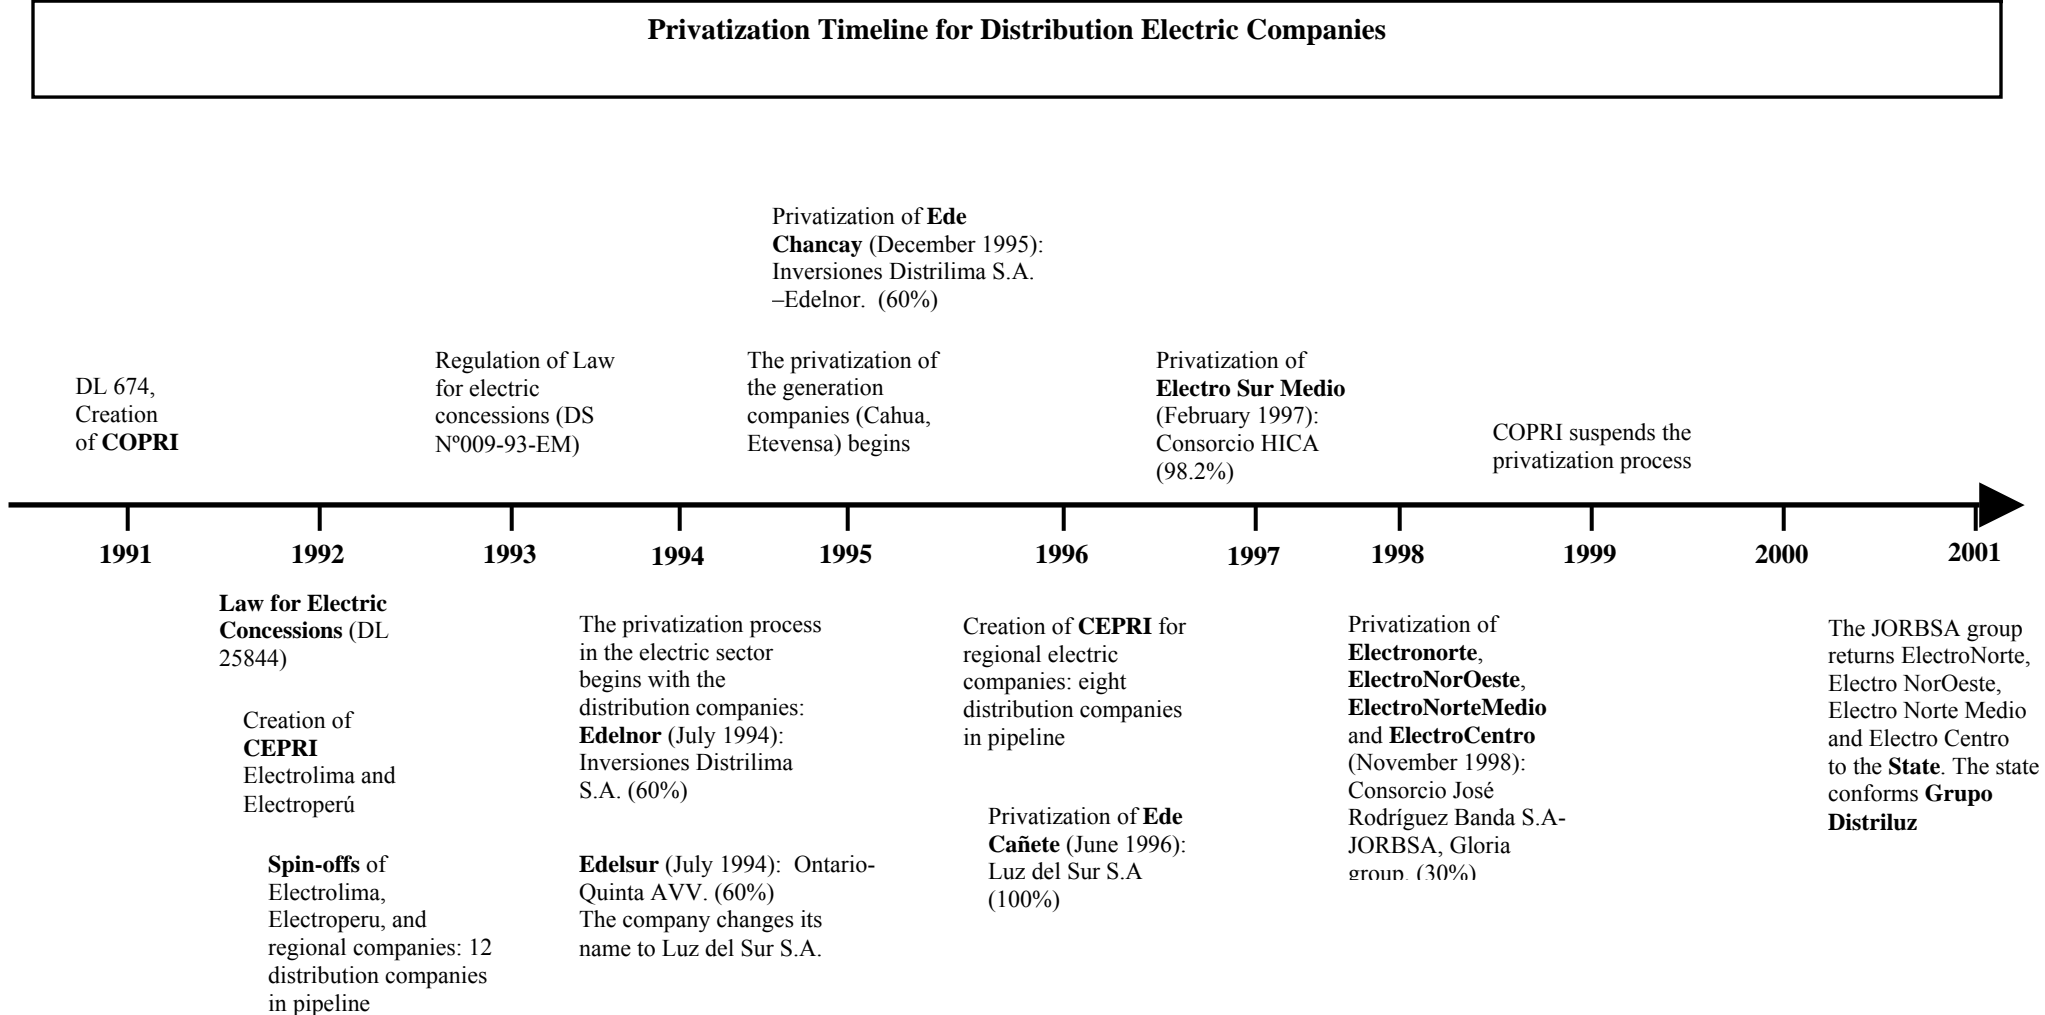 Privatization Timeline for Distribution Electric Companies
Privatization of Ede
Chancay (December 1995):
Inversiones Distrilima S.A.
–Edelnor.  (60%)
DL 674,
Creation
of COPRI
Regulation of Law
for electric
concessions (DS
Nº009-93-EM)
The privatization of
the generation
companies (Cahua,
Etevensa) begins
Privatization of
Electro Sur Medio
(February 1997):
Consorcio HICA
(98.2%)
COPRI suspends the
privatization process
1991
1992
1993
1994
1995
1996
1997
1998
1999
2000
2001
Law for Electric
Concessions (DL
25844)
Creation of
CEPRI
Electrolima and
Electroperú
Spin-offs of
Electrolima,
Electroperu, and
regional companies: 12
distribution companies
in pipeline
The privatization process
in the electric sector
begins with the
distribution companies:
Edelnor (July 1994):
Inversiones Distrilima
S.A. (60%)
Edelsur (July 1994):  Ontario-
Quinta AVV. (60%)
The company changes its
name to Luz del Sur S.A.
Creation of CEPRI for
regional electric
companies: eight
distribution companies
in pipeline
Privatization of Ede
Cañete (June 1996):
Luz del Sur S.A
(100%)
Privatization of
Electronorte,
ElectroNorOeste,
ElectroNorteMedio
and ElectroCentro
(November 1998):
Consorcio José
Rodríguez Banda S.A-
JORBSA, Gloria
group. (30%)
The JORBSA group
returns ElectroNorte,
Electro NorOeste,
Electro Norte Medio
and Electro Centro
to the State. The state
conforms Grupo
Distriluz